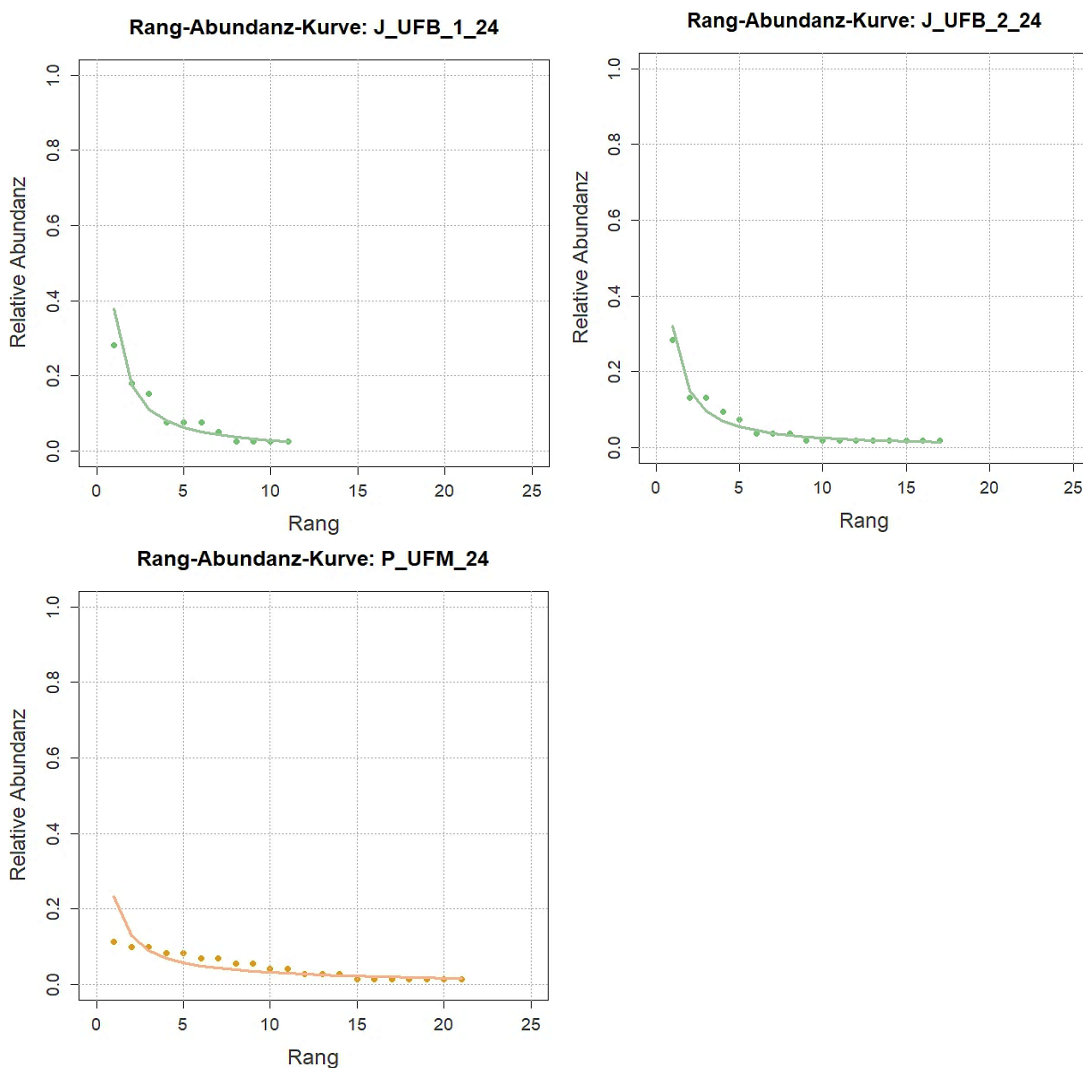 Rang-Abundanz-Kurve: J_UFB_1_24
Relative Abundanz
1.0
0.8
0.6
0.4
0.2
0.0
0 5 10 15 20 25
Rang
Rang-Abundanz-Kurve: J_UFB_2_24
Relative Abundanz
1.0
0.8
0.6
0.4
0.2
0.0
0 5 10 15 20 25
Rang
Rang-Abundanz-Kurve: P_UFM_24
Relative Abundanz
1.0
0.8
0.6
0.4
0.2
0.0
0 5 10 15 20 25
Rang